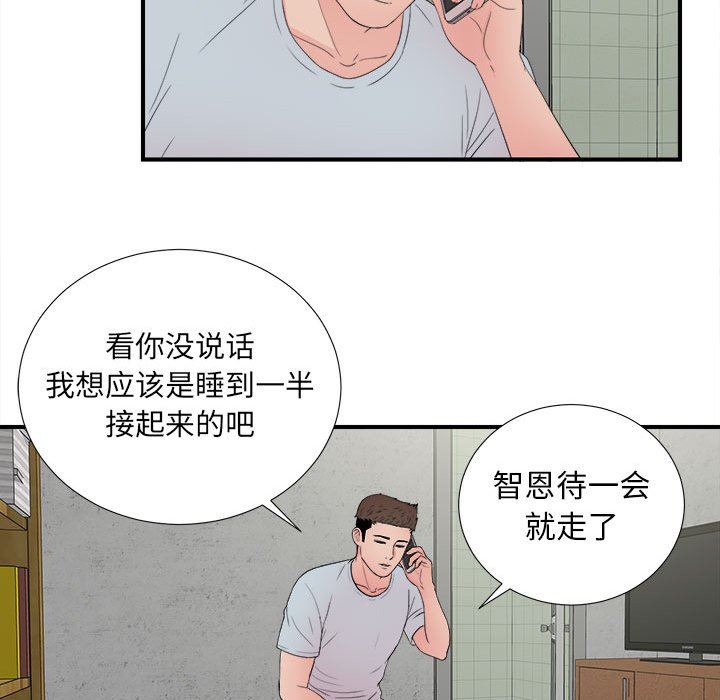 看你没说话
我想应该是睡到一半
接起来的吧
智恩待一会
就走了